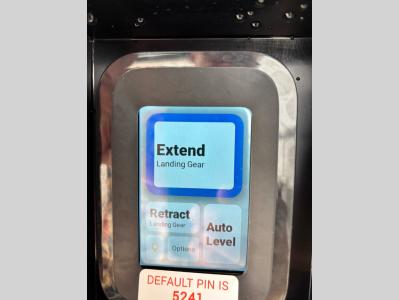 Extend
Landing Gear
Retract
Landing Gear
Auto
Level
Options
DEFAULT PIN IS
5241